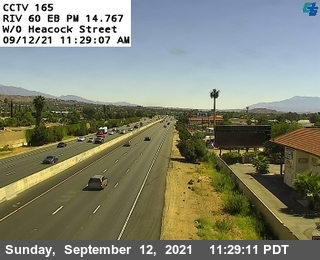 CCTV 165
RIV 60 EB PM 14.767
W/O Heacock Street
09/12/21 11:29:07 AM
Sunday, September 12, 2021 11:29:11 PDT